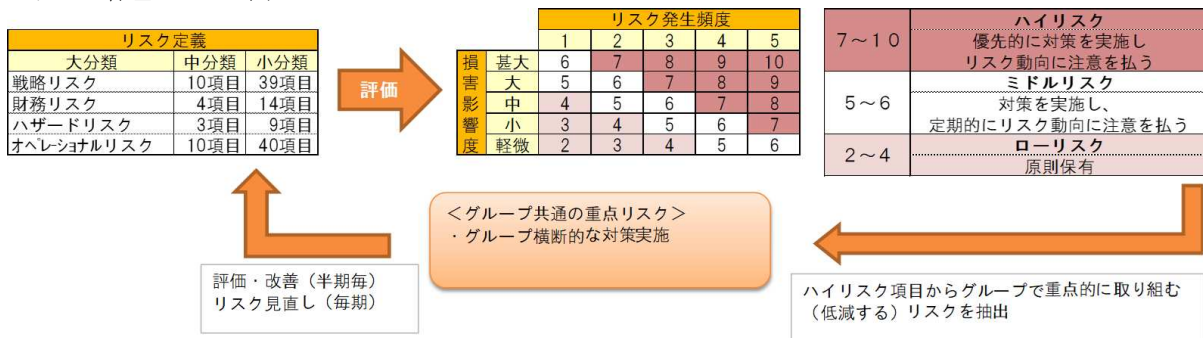 リスク定義
大分類 中分類 小分類
戦略リスク 10項目 39項目
財務リスク 4項目 14項目
ハザードリスク 3項目 9項目
オペレーショナルリスク 10項目 40項目
評価
リスク発生頻度
1 2 3 4 5
損害影響度
甚大 6 7 8 9 10
大 5 6 7 8 9
中 4 5 6 7 8
小 3 4 5 6 7
軽微 2 3 4 5 6
7~10
ハイリスク
優先的に対策を実施し
リスク動向に注意を払う
5~6
ミドルリスク
対策を実施し、
定期的にリスク動向に注意を払う
2~4
ローリスク
原則保有
<グループ共通の重点リスク>
・グループ横断的な対策実施
評価・改善(半期毎)
リスク見直し(毎期)
ハイリスク項目からグループで重点的に取り組む
(低減する)リスクを抽出